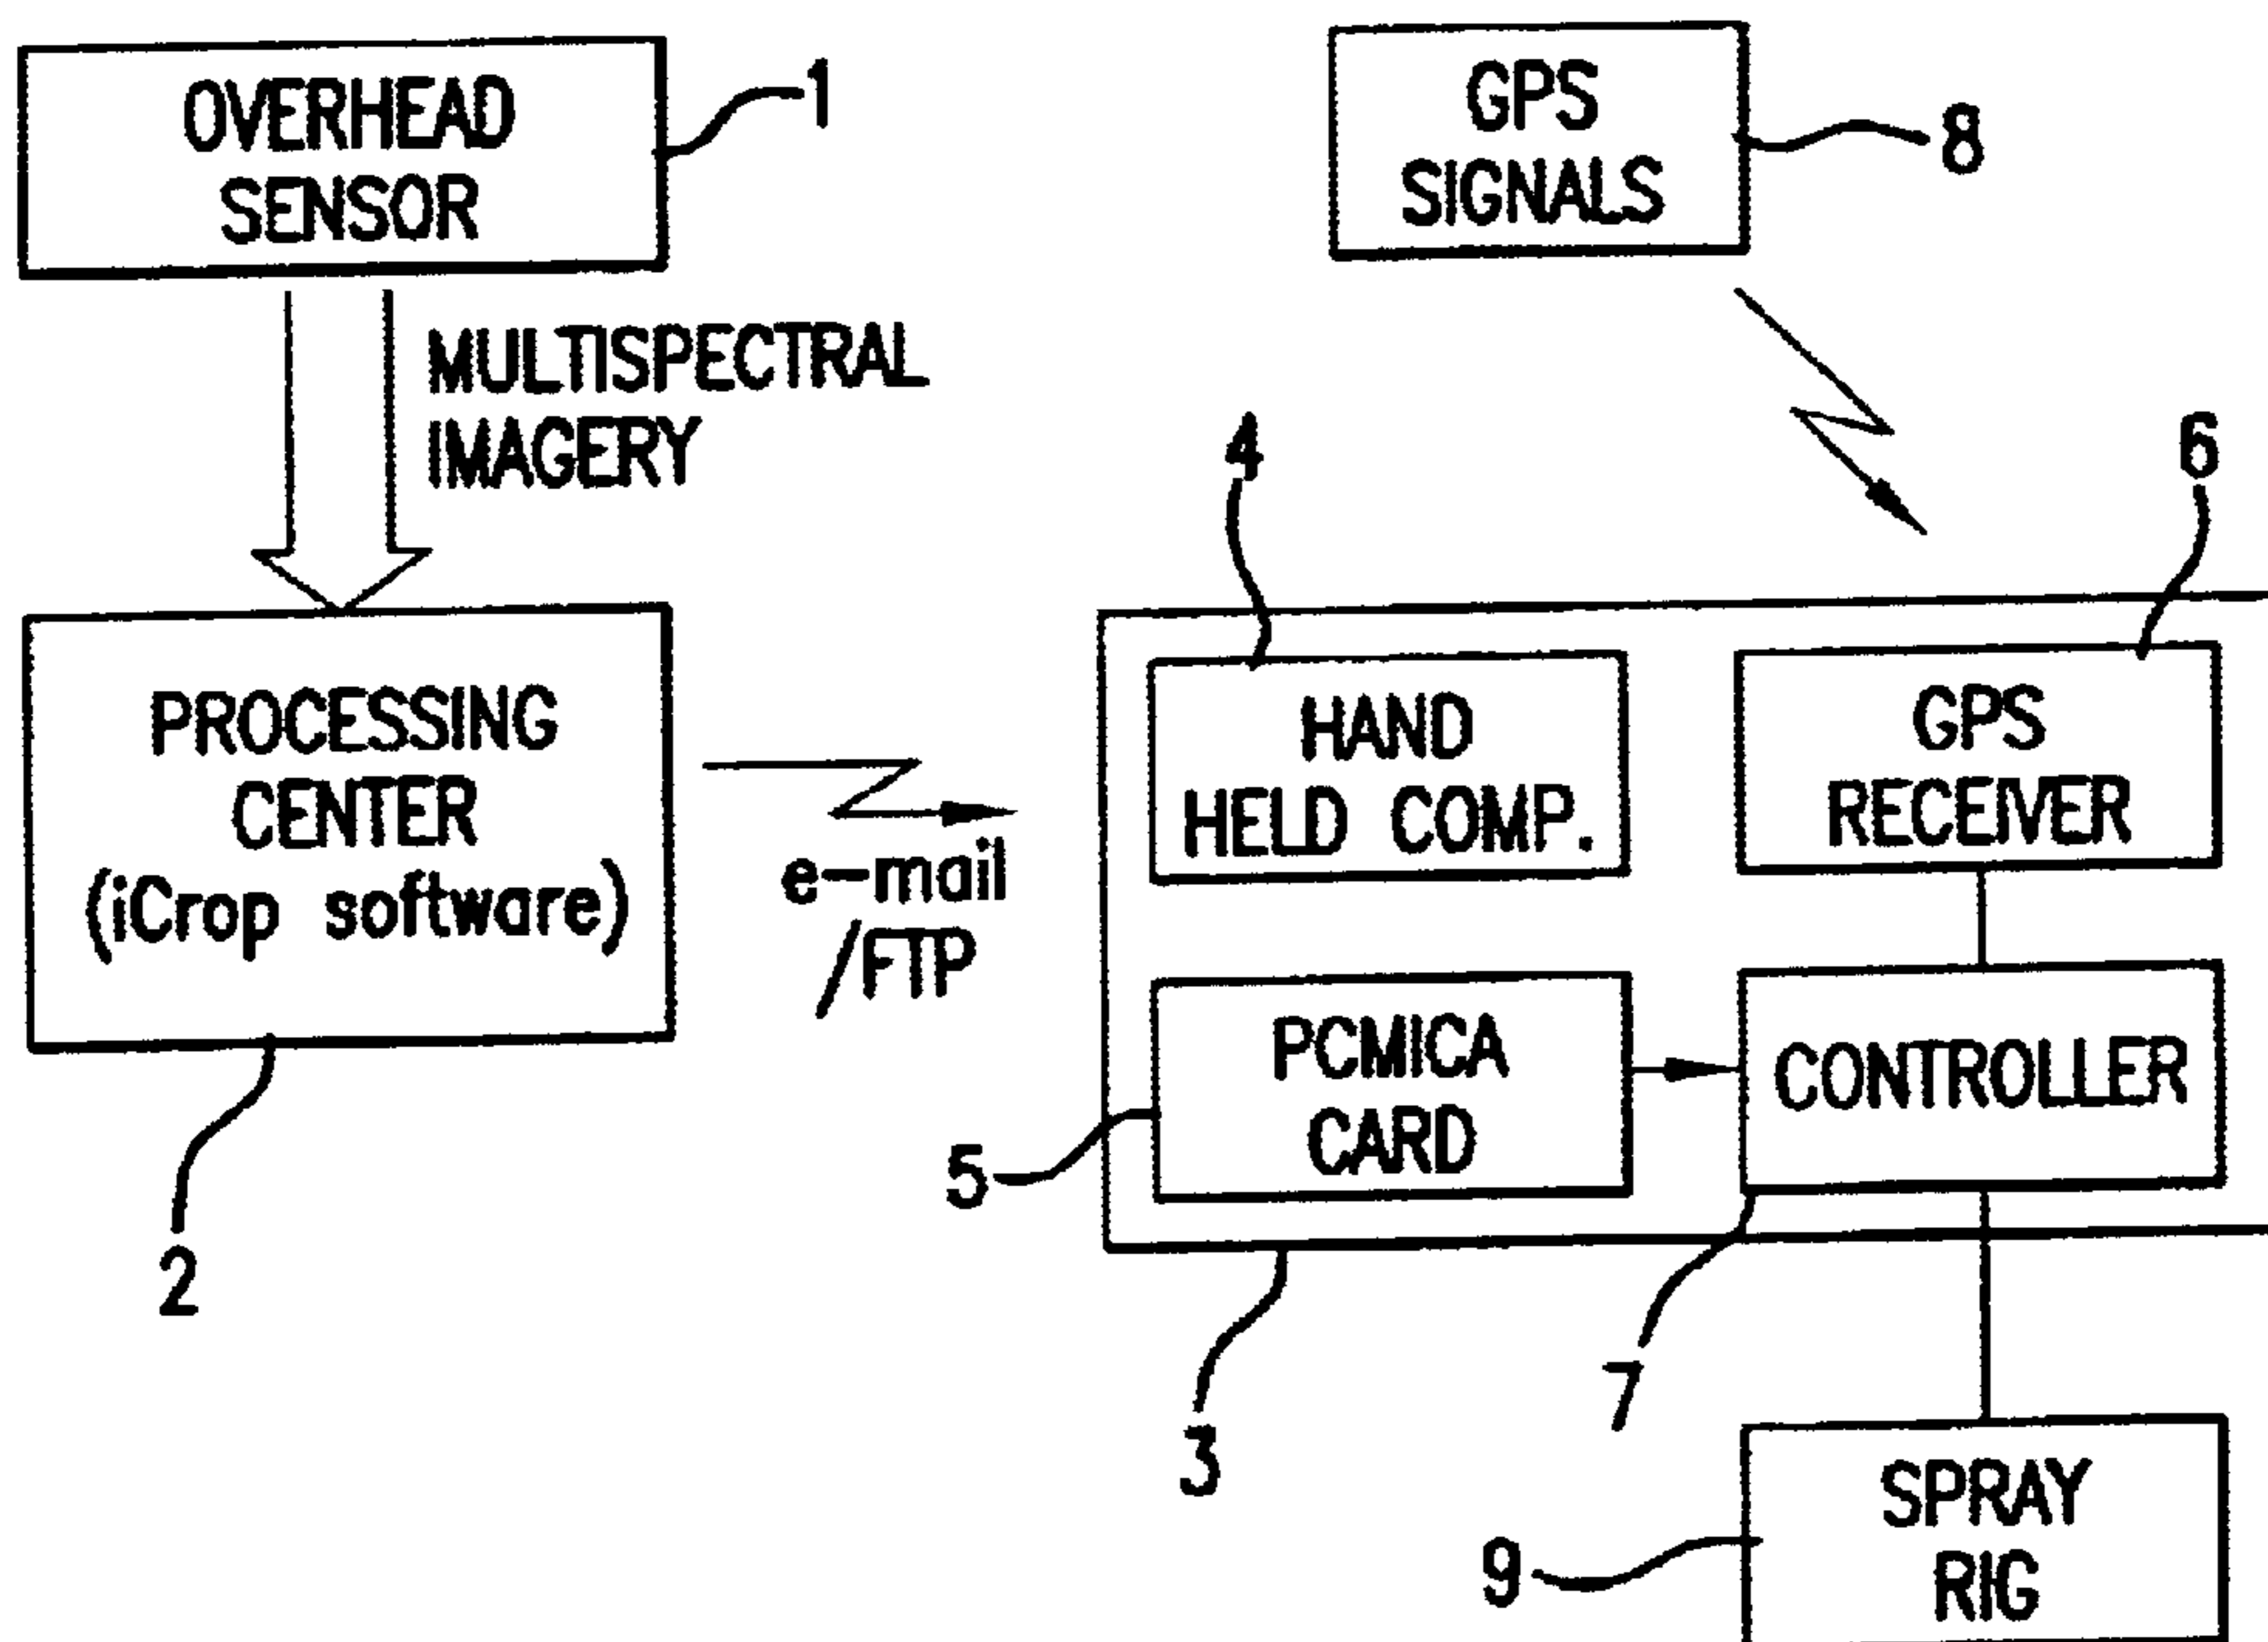 OVERHEAD
SENSOR
1
GPS
SIGNALS
8
MULTISPECTRAL
IMAGERY
4
6
PROCESSING
CENTER
(iCrop software)
2
e-mail
/FTP
HAND
HELD COMP.
GPS
RECEIVER
PCMICA
CARD
CONTROLLER
5
3
7
SPRAY
RIG
9